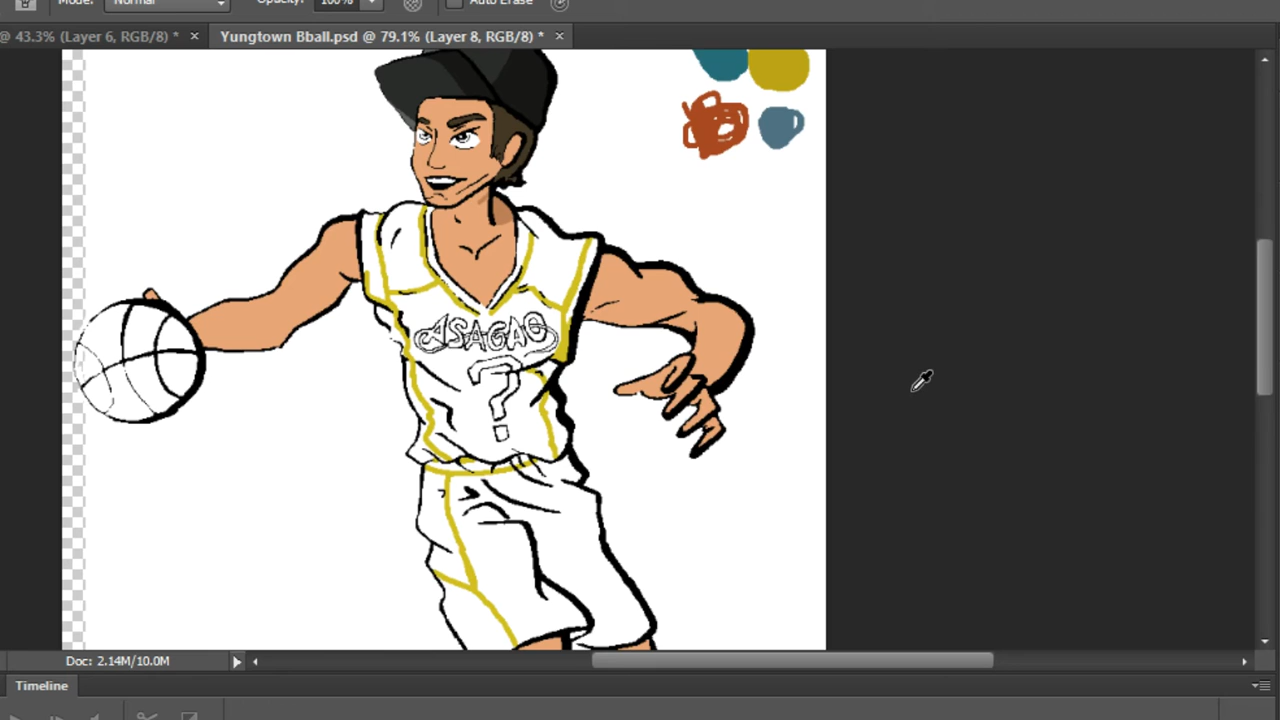 Mode: Normal Opacity: 100% Auto Erase
@ 43.3% (Layer 6, RGB/8) * × Yungtown Bball.psd @ 79.1% (Layer 8, RGB/8) * ×
ASAGAO
?
Doc: 2.14M/10.0M
Timeline